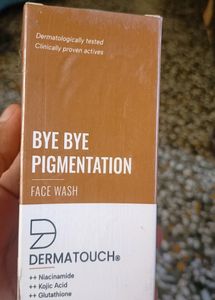 Dermatologically tested
Clinically proven actives
BYE BYE
PIGMENTATION
FACE WASH
DERMATOUCH®
++ Niacinamide
++ Kojic Acid
++ Glutathione